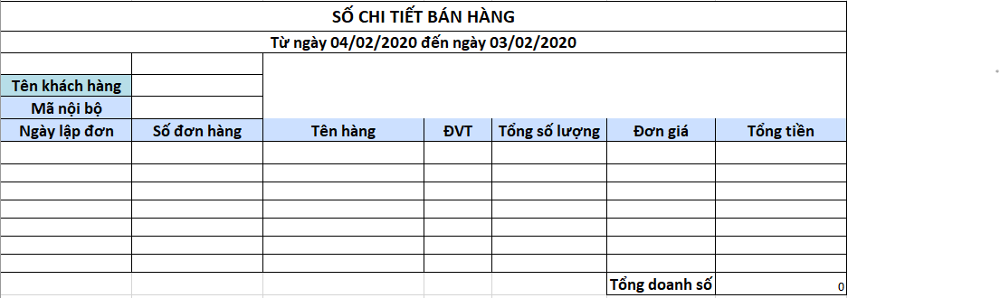 SỐ CHI TIẾT BÁN HÀNG
Từ ngày 04/02/2020 đến ngày 03/02/2020
Tên khách hàng
Mã nội bộ
Ngày lập đơn Số đơn hàng Tên hàng ĐVT Tổng số lượng Đơn giá Tổng tiền
Tổng doanh số 0